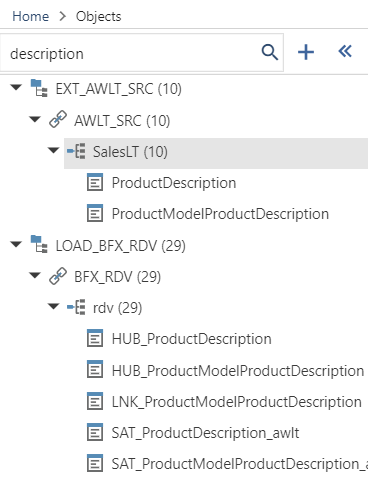 Home > Objects
description
EXT_AWLT_SRC (10)
AWLT_SRC (10)
SalesLT (10)
ProductDescription
ProductModelProductDescription
LOAD_BFX_RDV (29)
BFX_RDV (29)
rdv (29)
HUB_ProductDescription
HUB_ProductModelProductDescription
LNK_ProductModelProductDescription
SAT_ProductDescription_awlt
SAT_ProductModelProductDescription_a